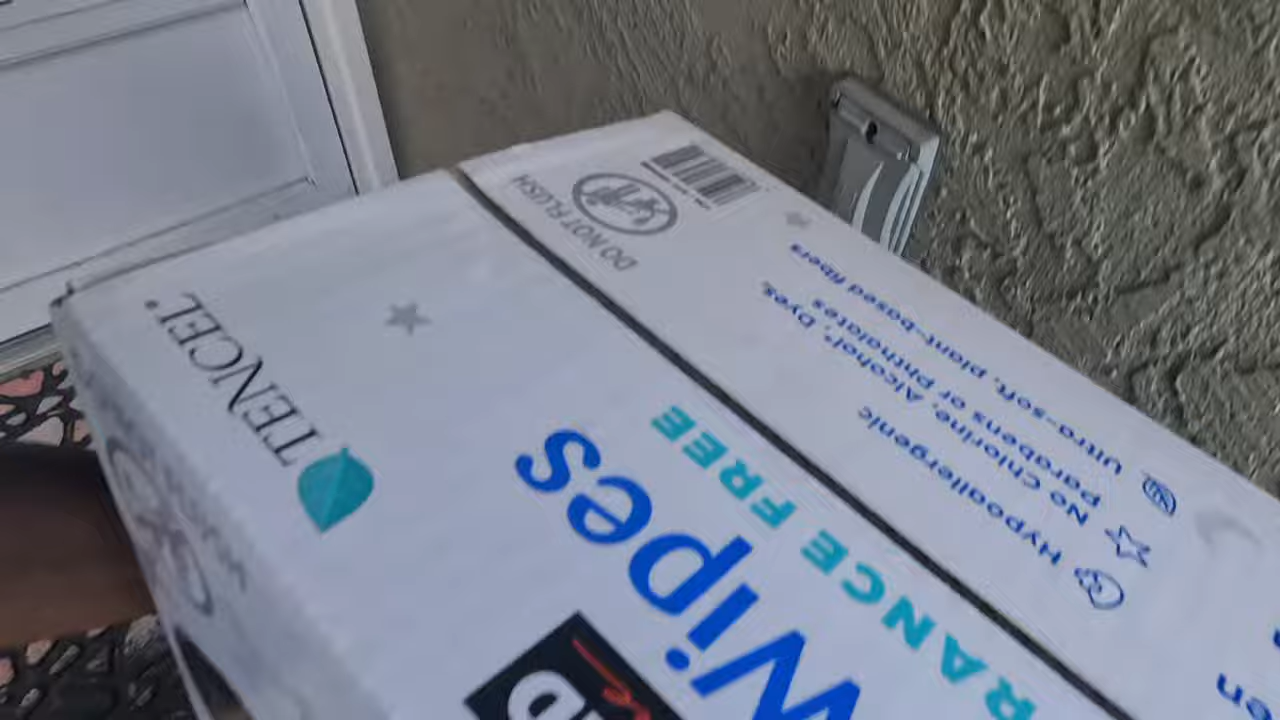 TENCEL®
Wipes
RANCE FREE
Hypoallergenic
No Chlorine, Alcohol*, Dyes,
parabens or Phthalates
Ultra-soft, plant-based fibers
DO NOT FLUSH